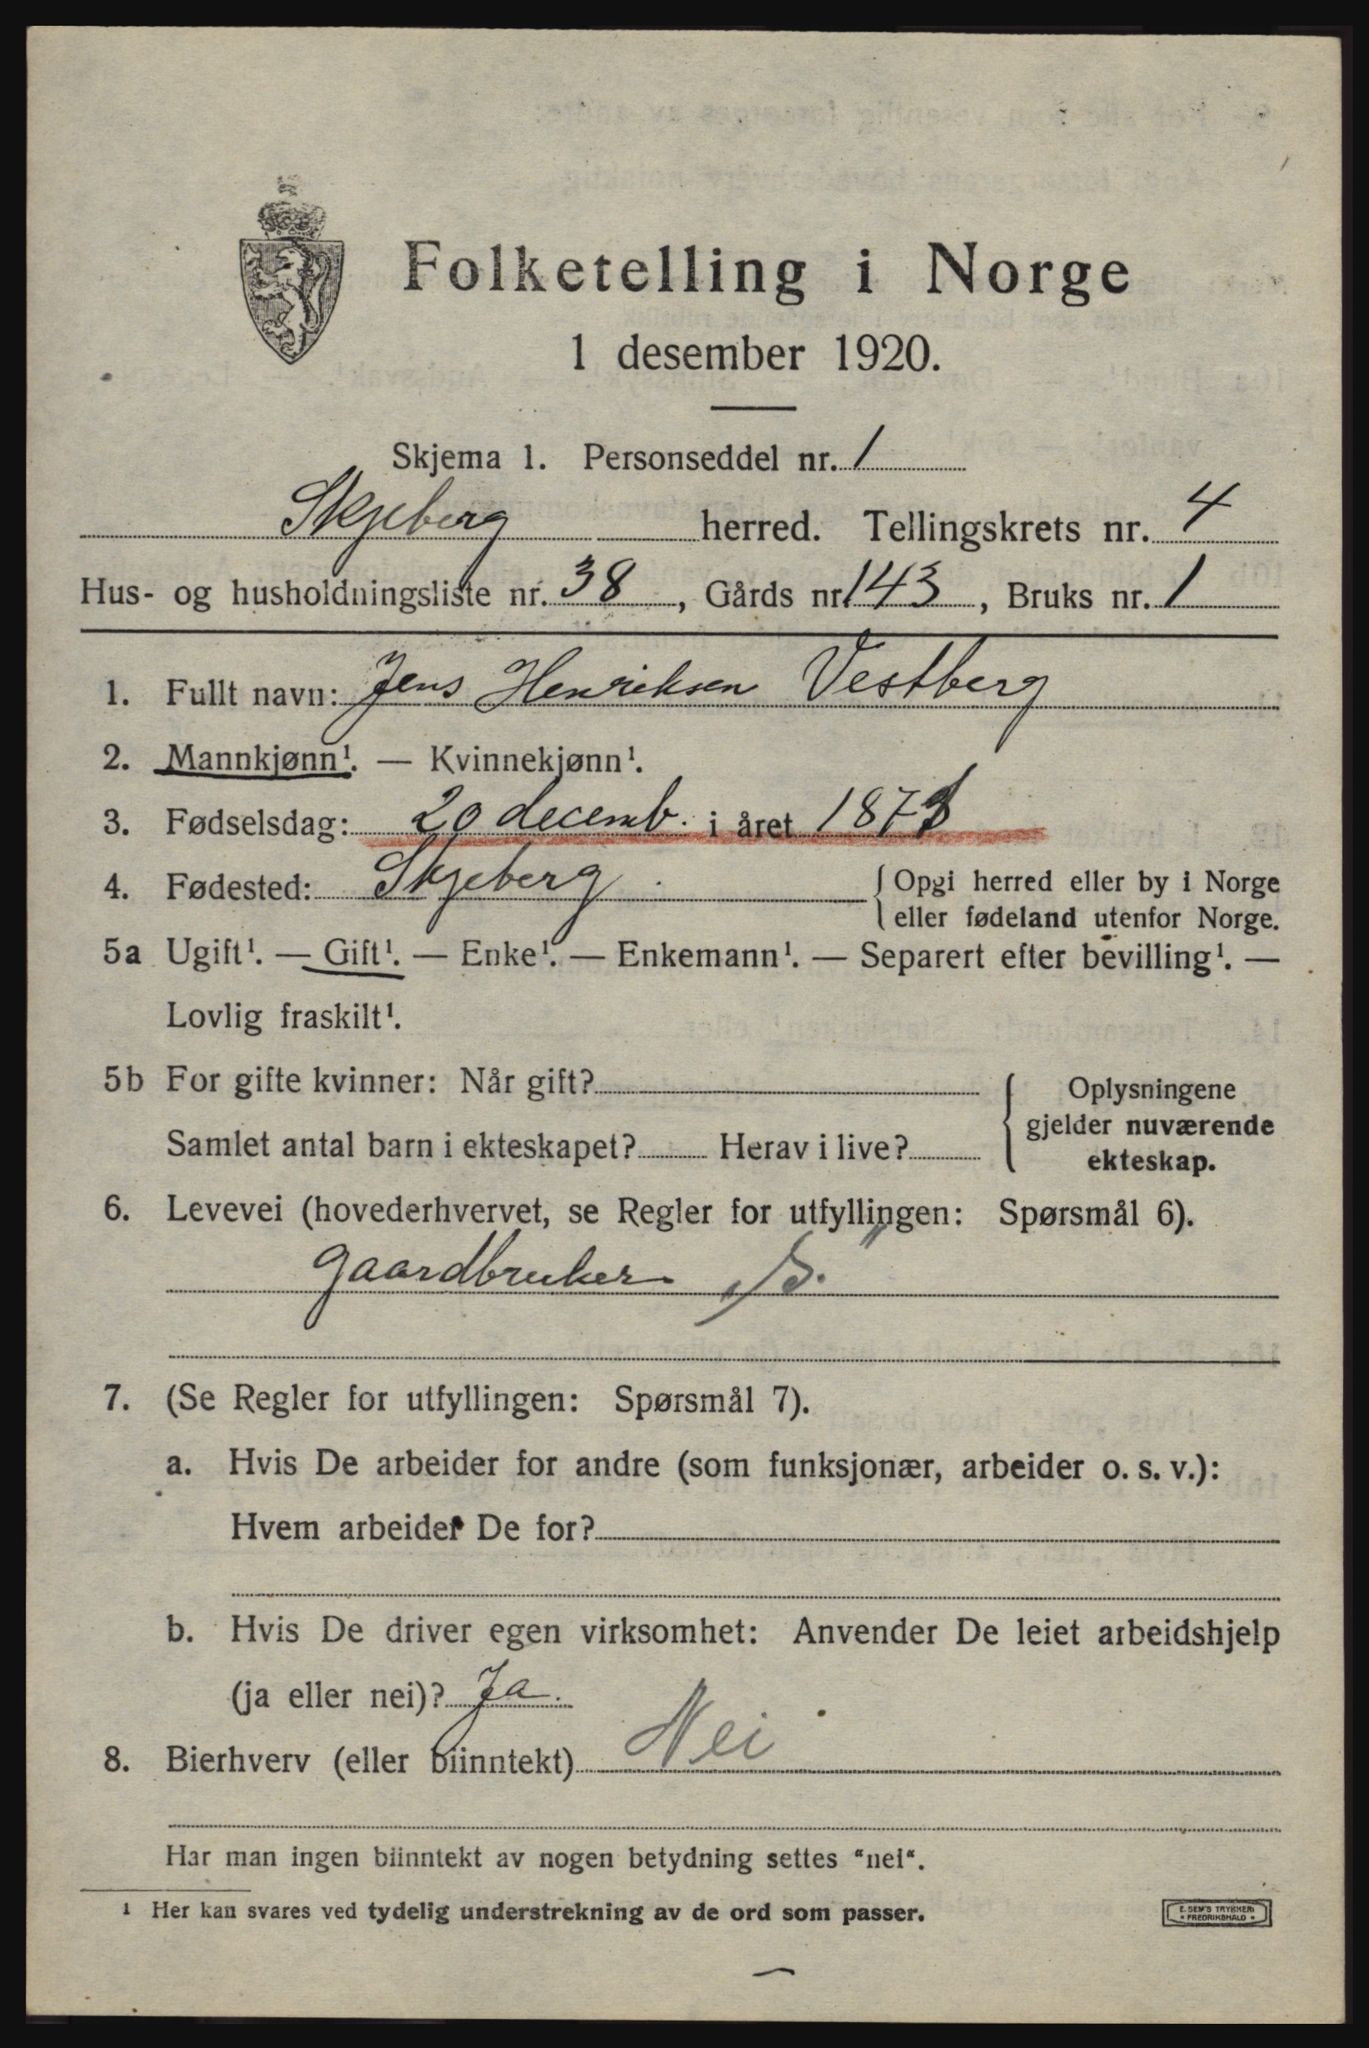 Folketelling i Norge
1 desember 1920.
Skjema 1. Personseddel nr. 1
Skjeberg herred. Tellingskrets nr. 4
Hus- og husholdningsliste nr. 38, Gårds nr. 143, Bruks nr. 1
1. Fullt navn: Jens Henriksen Vestberg
2. Mannkjønn¹. — Kvinnekjønn¹.
3. Fødselsdag: 20 decemb. i året 187
4. Fødested: Skjeberg. { Opgi herred eller by i Norge
eller fødeland utenfor Norge.
5a Ugift¹. — Gift¹. — Enke¹. — Enkemann¹. — Separert efter bevilling¹. —
Lovlig fraskilt¹.
5b For gifte kvinner: Når gift? { Oplysningene
gjelder nuværende
Samlet antal barn i ekteskapet? Herav i live?
ekteskap.
6. Levevei (hovederhvervet, se Regler for utfyllingen: Spørsmål 6).
gaardbruker „S."
7. (Se Regler for utfyllingen: Spørsmål 7).
a. Hvis De arbeider for andre (som funksjonær, arbeider o. s. v.):
Hvem arbeider De for?
b. Hvis De driver egen virksomhet: Anvender De leiet arbeidshjelp
(ja eller nei)? Ja.
8. Bierhverv (eller biinntekt) Nei
Har man ingen biinntekt av nogen betydning settes "nei".
¹ Her kan svares ved tydelig understrekning av de ord som passer.
E. SEM'S TRYKKERI
• FREDRIKSHALD •